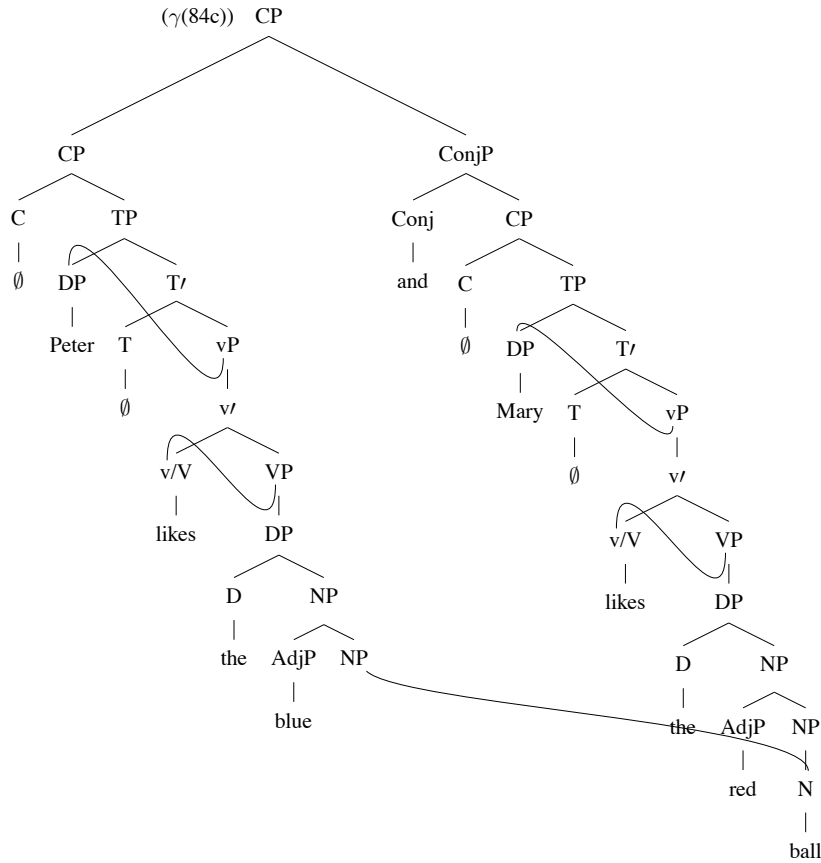 (γ(84c)) CP
CP ConjP
C TP Conj CP
∅ DP T′ and C TP
Peter T vP ∅ DP T′
∅ v′ Mary T vP
v/V VP ∅ v′
likes DP v/V VP
D NP likes DP
the AdjP NP D NP
blue the AdjP NP
red N
ball